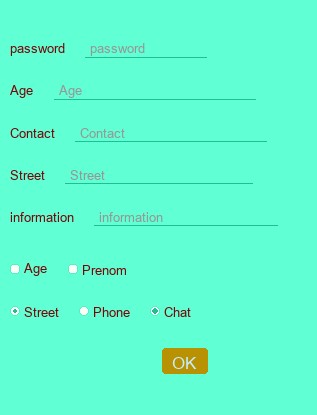 password password
Age Age
Contact Contact
Street Street
information information
Age Prenom
Street Phone Chat
OK